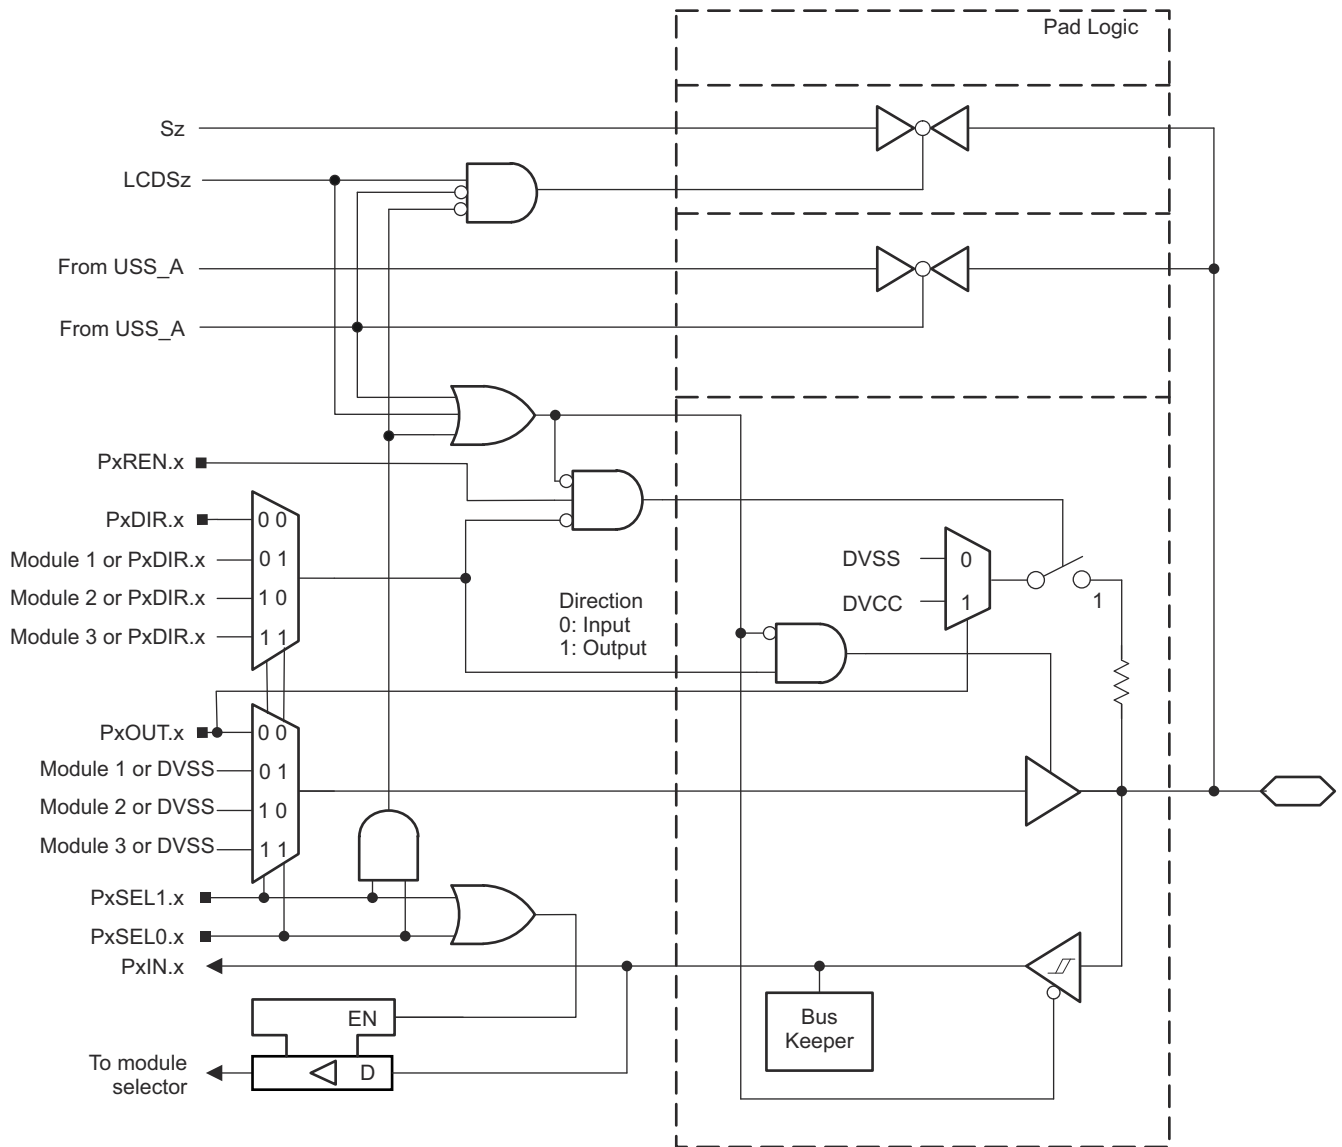 Pad Logic
Sz
LCDSz
From USS_A
From USS_A
PxREN.x
PxDIR.x
0 0
Module 1 or PxDIR.x
0 1
Module 2 or PxDIR.x
1 0
Module 3 or PxDIR.x
1 1
Direction
0: Input
1: Output
DVSS
0
DVCC
1
1
PxOUT.x
0 0
Module 1 or DVSS
0 1
Module 2 or DVSS
1 0
Module 3 or DVSS
1 1
PxSEL1.x
PxSEL0.x
PxIN.x
EN
D
To module
selector
Bus
Keeper